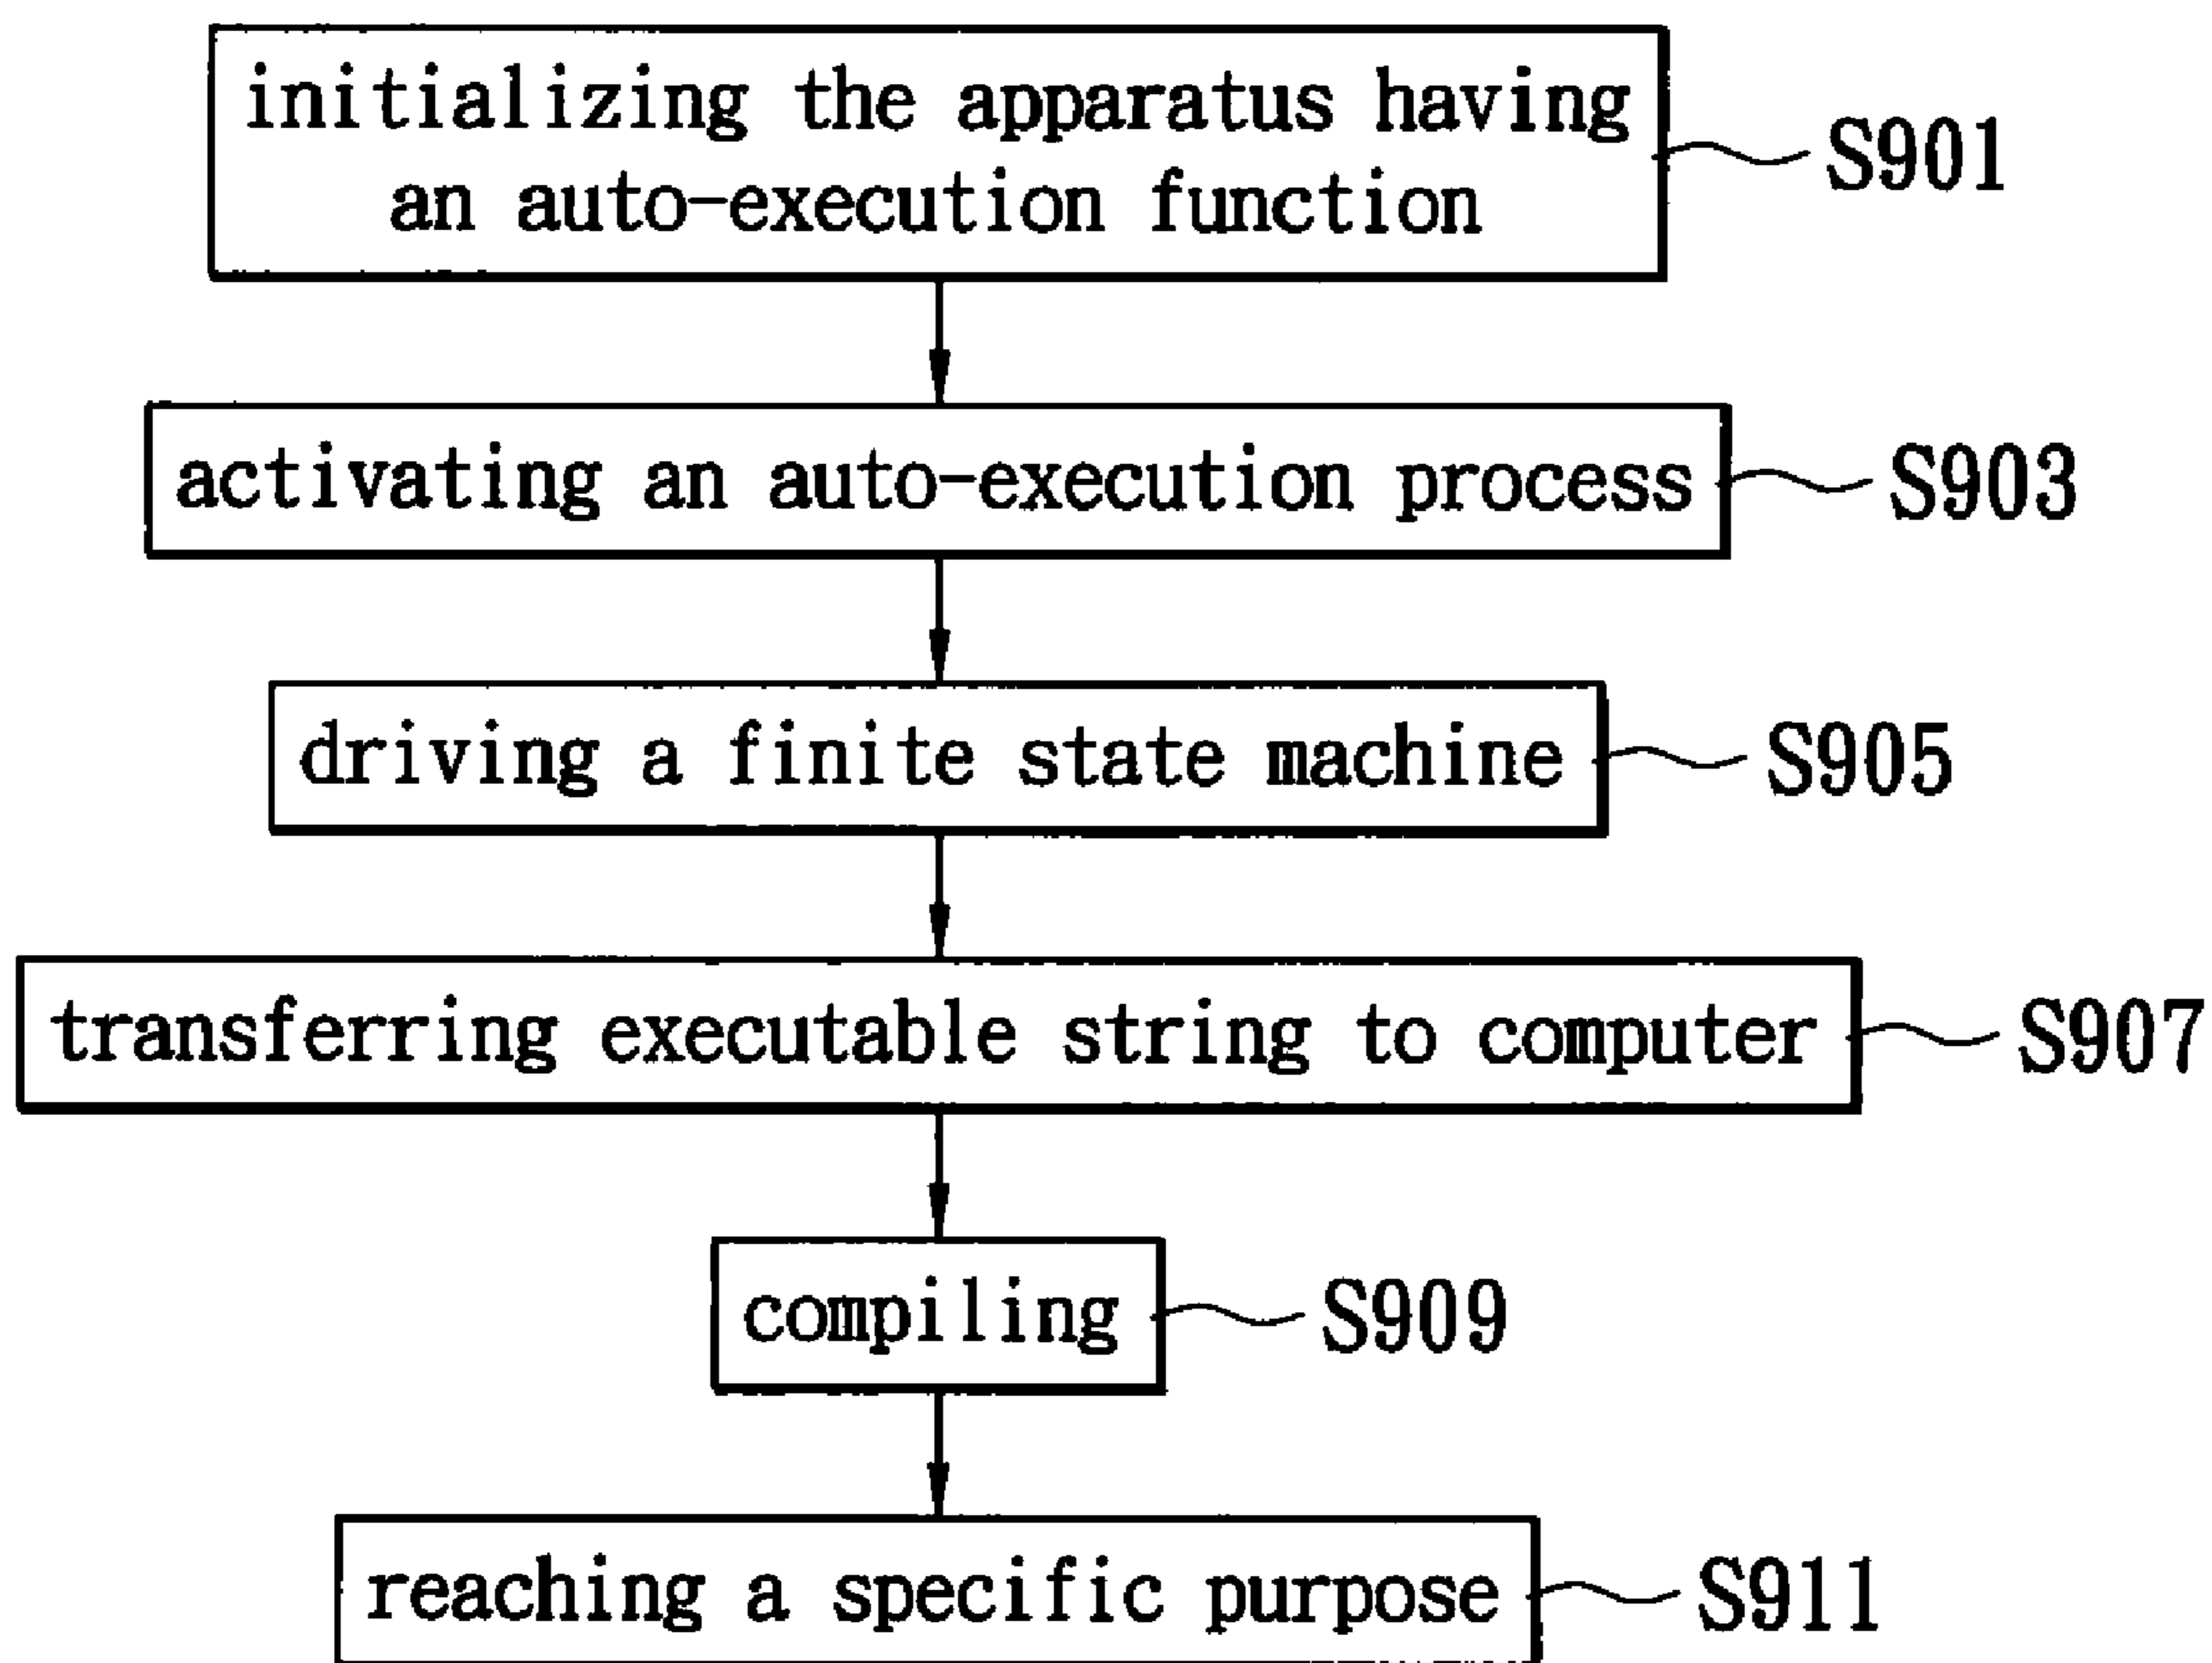 initializing the apparatus having
an auto-execution function
S901
activating an auto-execution process
S903
driving a finite state machine
S905
transferring executable string to computer
S907
compiling
S909
reaching a specific purpose
S911